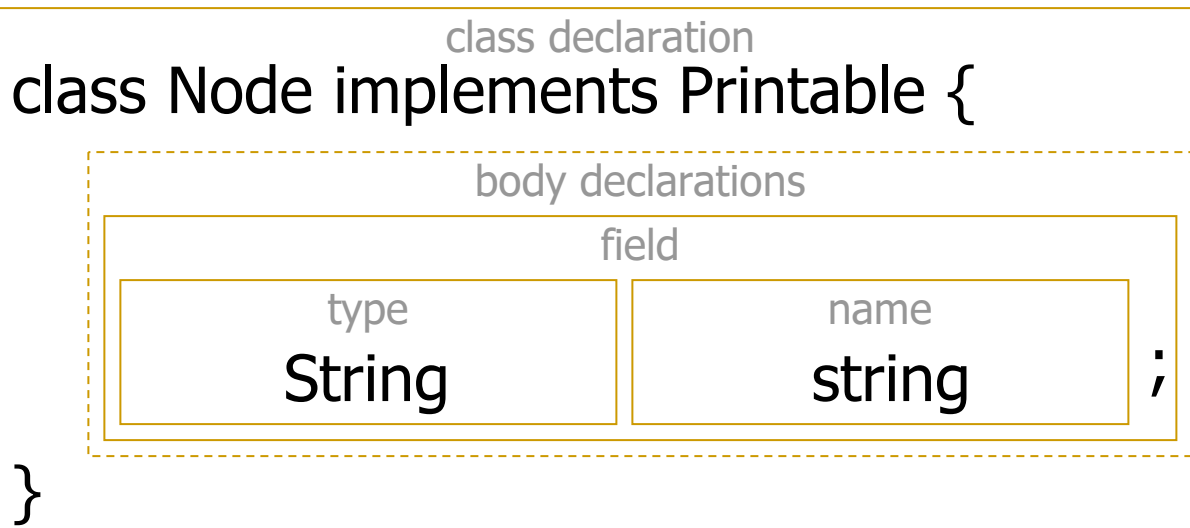 class declaration
class Node implements Printable {
body declarations
field
type name
String string ;
}